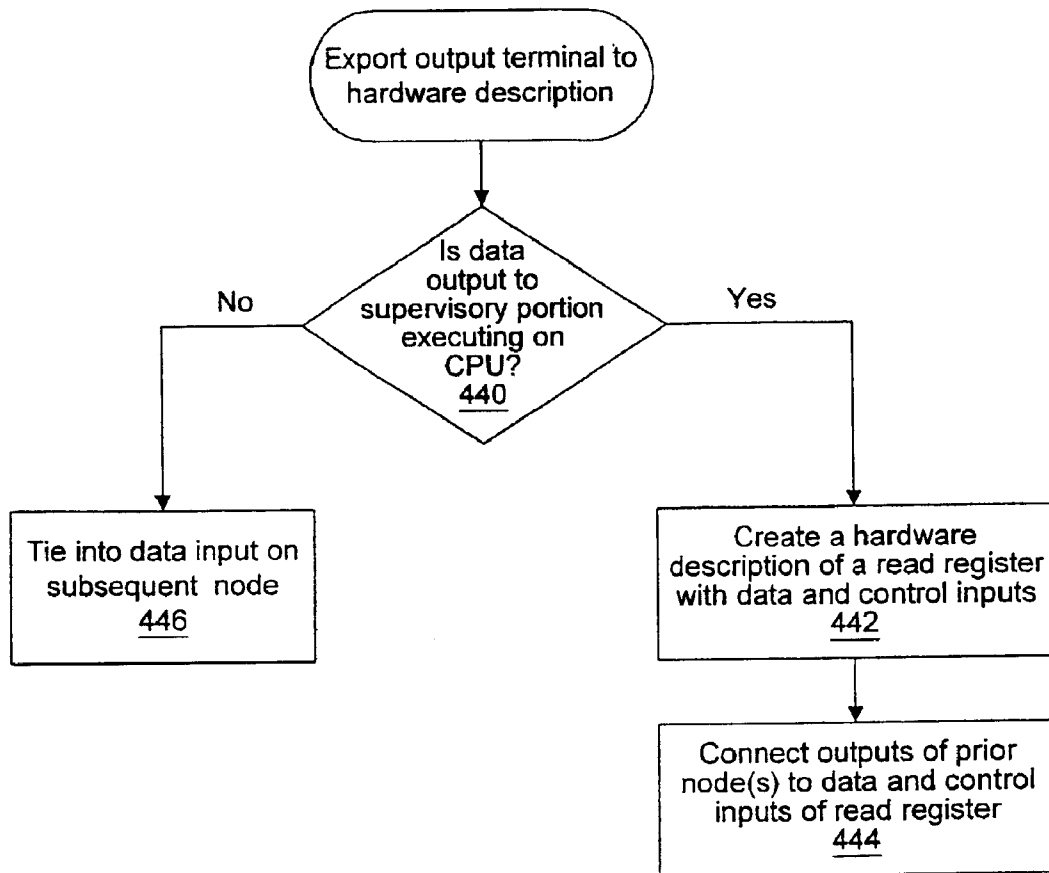 Export output terminal to
hardware description
Is data
output to
supervisory portion
executing on
CPU?
440
No
Yes
Tie into data input on
subsequent node
446
Create a hardware
description of a read register
with data and control inputs
442
Connect outputs of prior
node(s) to data and control
inputs of read register
444